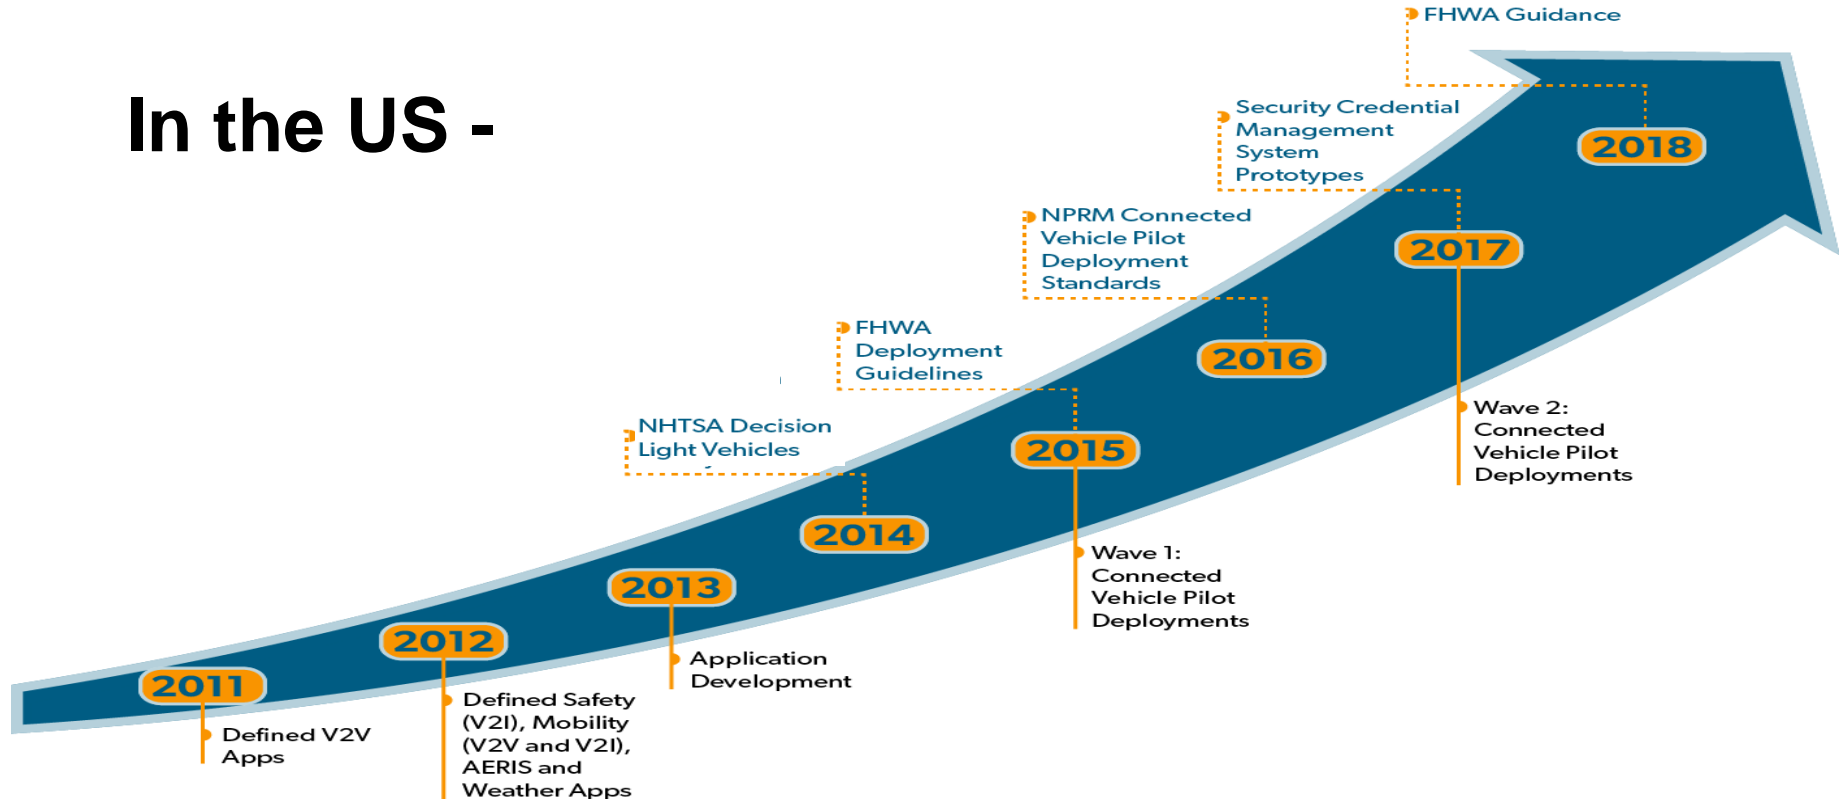 In the US -
FHWA Guidance
2018
Security Credential
Management
System
Prototypes
2017
NPRM Connected
Vehicle Pilot
Deployment
Standards
2016
FHWA
Deployment
Guidelines
2015
NHTSA Decision
Light Vehicles
2014
2013
2012
2011
Wave 2:
Connected
Vehicle Pilot
Deployments
Wave 1:
Connected
Vehicle Pilot
Deployments
Application
Development
Defined Safety
(V2I), Mobility
(V2V and V2I),
AERIS and
Weather Apps
Defined V2V
Apps